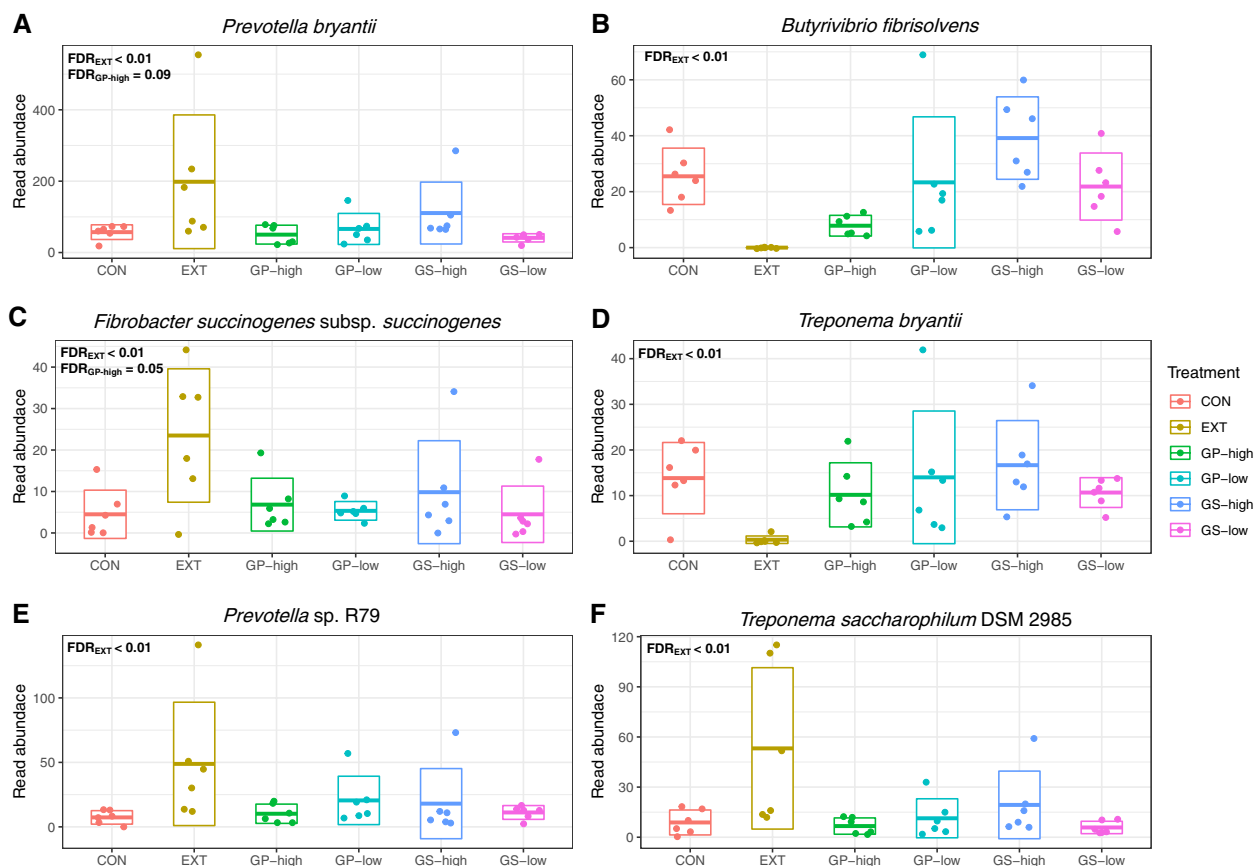 A
Prevotella bryantii
FDREXT < 0.01
FDRGP-high = 0.09
Read abundace
400
200
0
CON EXT GP-high GP-low GS-high GS-low
B
Butyrivibrio fibrisolvens
FDREXT < 0.01
Read abundace
60
40
20
0
CON EXT GP-high GP-low GS-high GS-low
C
Fibrobacter succinogenes subsp. succinogenes
FDREXT < 0.01
FDRGP-high = 0.05
Read abundace
40
30
20
10
0
CON EXT GP-high GP-low GS-high GS-low
D
Treponema bryantii
FDREXT < 0.01
Read abundace
40
30
20
10
0
CON EXT GP-high GP-low GS-high GS-low
Treatment
CON
EXT
GP-high
GP-low
GS-high
GS-low
E
Prevotella sp. R79
FDREXT < 0.01
Read abundace
100
50
0
CON EXT GP-high GP-low GS-high GS-low
F
Treponema saccharophilum DSM 2985
FDREXT < 0.01
Read abundace
120
90
60
30
0
CON EXT GP-high GP-low GS-high GS-low